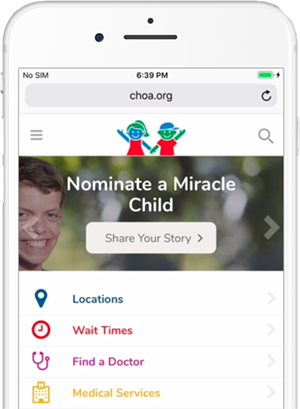 No SIM 6:39 PM
choa.org
Nominate a Miracle
Child
Share Your Story
Locations
Wait Times
Find a Doctor
Medical Services